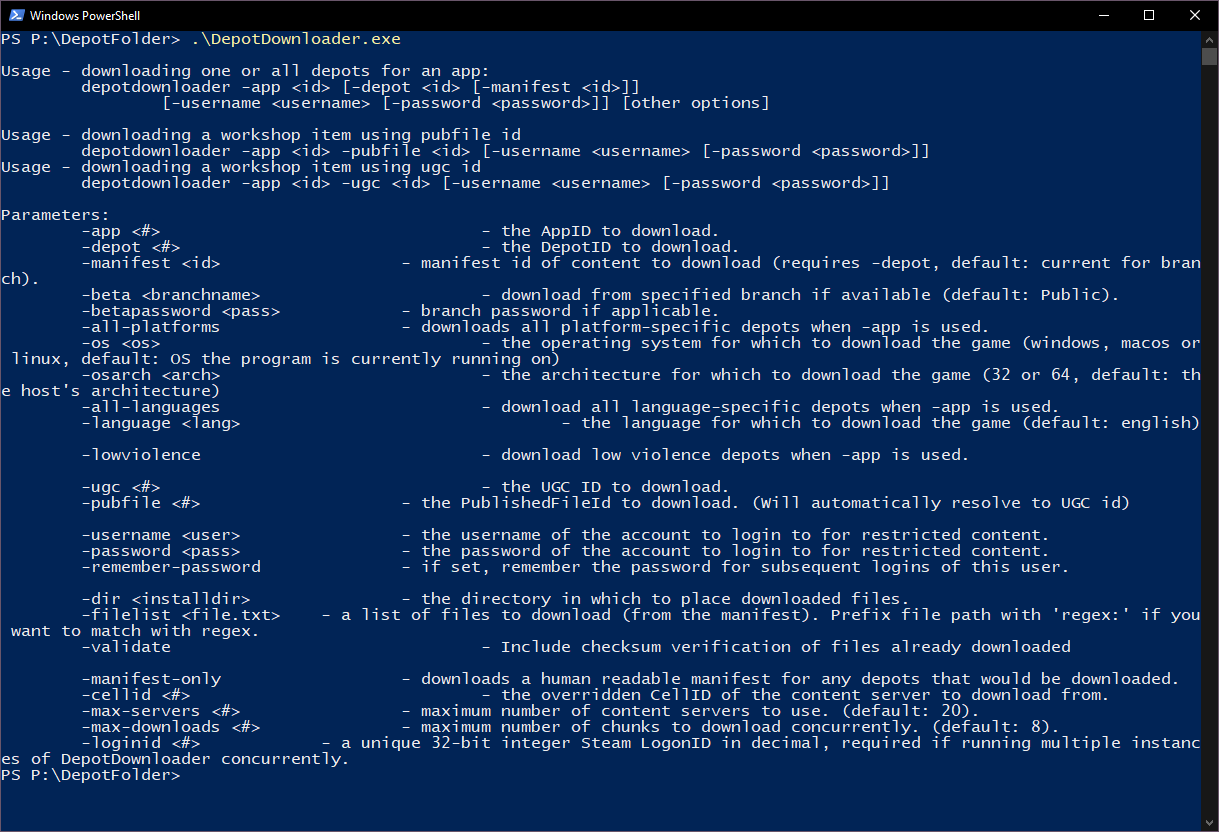 Windows PowerShell
PS P:\DepotFolder> .\DepotDownloader.exe
Usage - downloading one or all depots for an app:
depotdownloader -app <id> [-depot <id> [-manifest <id>]]
[-username <username> [-password <password>]] [other options]
Usage - downloading a workshop item using pubfile id
depotdownloader -app <id> -pubfile <id> [-username <username> [-password <password>]]
Usage - downloading a workshop item using ugc id
depotdownloader -app <id> -ugc <id> [-username <username> [-password <password>]]
Parameters:
-app <#> - the AppID to download.
-depot <#> - the DepotID to download.
-manifest <id> - manifest id of content to download (requires -depot, default: current for bran
ch).
-beta <branchname> - download from specified branch if available (default: Public).
-betapassword <pass> - branch password if applicable.
-all-platforms - downloads all platform-specific depots when -app is used.
-os <os> - the operating system for which to download the game (windows, macos or
linux, default: OS the program is currently running on)
-osarch <arch> - the architecture for which to download the game (32 or 64, default: th
e host's architecture)
-all-languages - download all language-specific depots when -app is used.
-language <lang> - the language for which to download the game (default: english)
-lowviolence - download low violence depots when -app is used.
-ugc <#> - the UGC ID to download.
-pubfile <#> - the PublishedFileId to download. (Will automatically resolve to UGC id)
-username <user> - the username of the account to login to for restricted content.
-password <pass> - the password of the account to login to for restricted content.
-remember-password - if set, remember the password for subsequent logins of this user.
-dir <installdir> - the directory in which to place downloaded files.
-filelist <file.txt> - a list of files to download (from the manifest). Prefix file path with 'regex:' if you
want to match with regex.
-validate - Include checksum verification of files already downloaded
-manifest-only - downloads a human readable manifest for any depots that would be downloaded.
-cellid <#> - the overridden CellID of the content server to download from.
-max-servers <#> - maximum number of content servers to use. (default: 20).
-max-downloads <#> - maximum number of chunks to download concurrently. (default: 8).
-loginid <#> - a unique 32-bit integer Steam LogonID in decimal, required if running multiple instanc
es of DepotDownloader concurrently.
PS P:\DepotFolder>